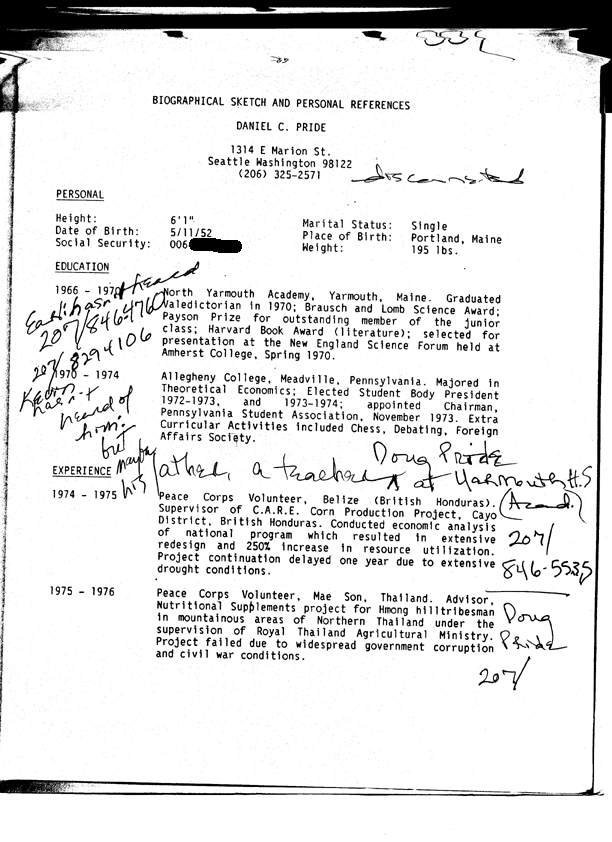 BIOGRAPHICAL SKETCH AND PERSONAL REFERENCES
DANIEL C. PRIDE
1314 E Marion St.
Seattle Washington 98122
(206) 325-2571
PERSONAL
Height: 6'1" Marital Status: Single
Date of Birth: 5/11/52 Place of Birth: Portland, Maine
Social Security: 006 Weight: 195 lbs.
EDUCATION
1966 - 1970 North Yarmouth Academy, Yarmouth, Maine. Graduated
Valedictorian in 1970; Brausch and Lomb Science Award;
Payson Prize for outstanding member of the junior
class; Harvard Book Award (literature); selected for
presentation at the New England Science Forum held at
Amherst College, Spring 1970.
207/846476
207/8294106
1970 - 1974 Allegheny College, Meadville, Pennsylvania. Majored in
Theoretical Economics; Elected Student Body President
1972-1973, and 1973-1974; appointed Chairman,
Pennsylvania Student Association, November 1973. Extra
Curricular Activities included Chess, Debating, Foreign
Affairs Society.
hasn't
heard of
him.
but
maybe
his
father, a teacher at Yarmouth H.S
Doug Pride
(Acad.)
EXPERIENCE
1974 - 1975 Peace Corps Volunteer, Belize (British Honduras).
Supervisor of C.A.R.E. Corn Production Project, Cayo
District, British Honduras. Conducted economic analysis
of national program which resulted in extensive
redesign and 250% increase in resource utilization.
Project continuation delayed one year due to extensive
drought conditions.
207/
846-5535
1975 - 1976 Peace Corps Volunteer, Mae Son, Thailand. Advisor,
Nutritional Supplements project for Hmong hilltribesman
in mountainous areas of Northern Thailand under the
supervision of Royal Thailand Agricultural Ministry.
Project failed due to widespread government corruption
and civil war conditions.
Doug
Pride
207/